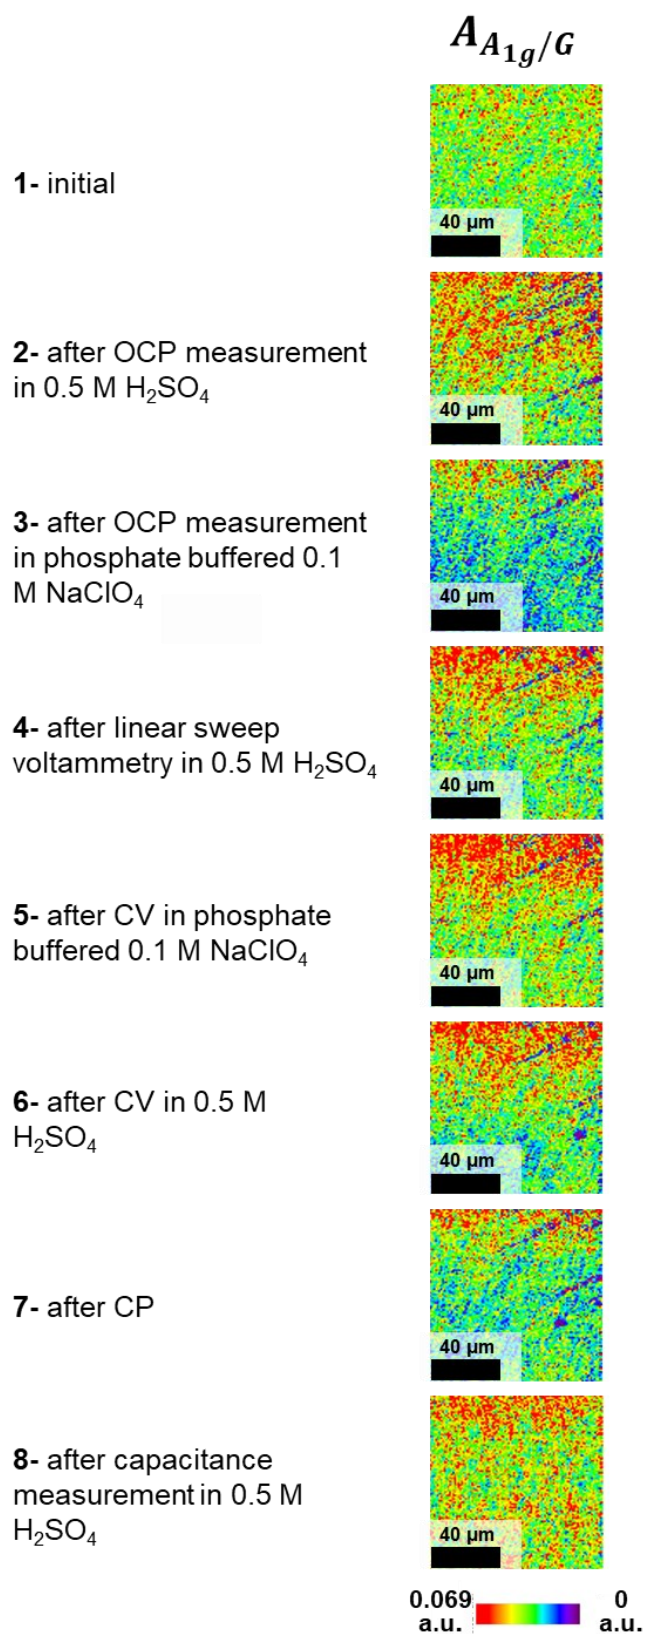 A_{A_{1g}/G}
1- initial
40 µm
2- after OCP measurement
in 0.5 M H₂SO₄
40 µm
3- after OCP measurement
in phosphate buffered 0.1
M NaClO₄
40 µm
4- after linear sweep
voltammetry in 0.5 M H₂SO₄
40 µm
5- after CV in phosphate
buffered 0.1 M NaClO₄
40 µm
6- after CV in 0.5 M
H₂SO₄
40 µm
7- after CP
40 µm
8- after capacitance
measurement in 0.5 M
H₂SO₄
40 µm
0.069 0
a.u. a.u.